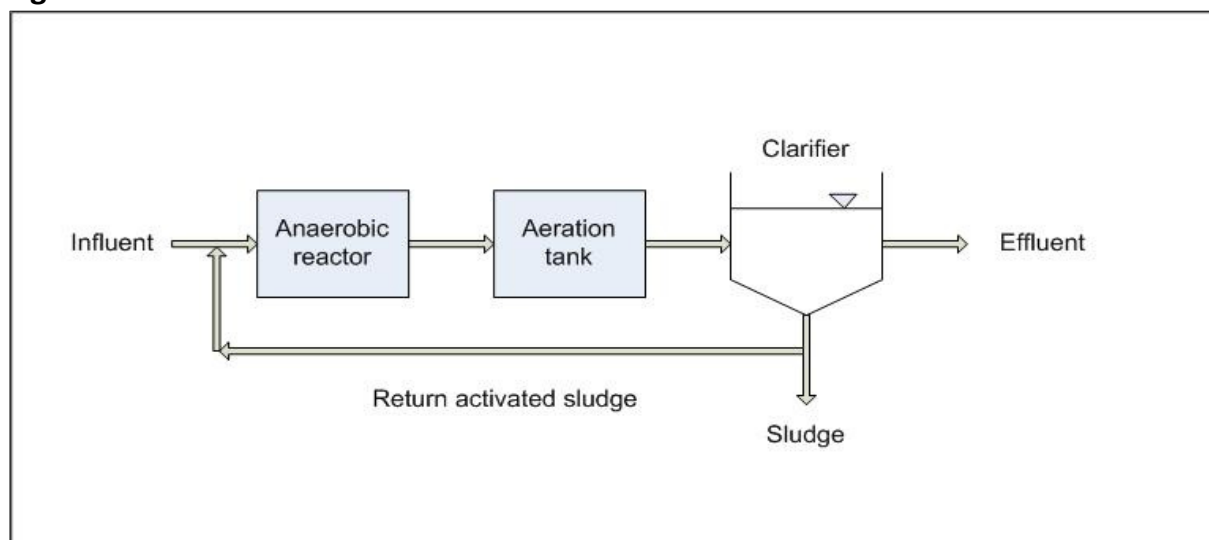 Clarifier
Influent
Anaerobic
reactor
Aeration
tank
Effluent
Return activated sludge
Sludge